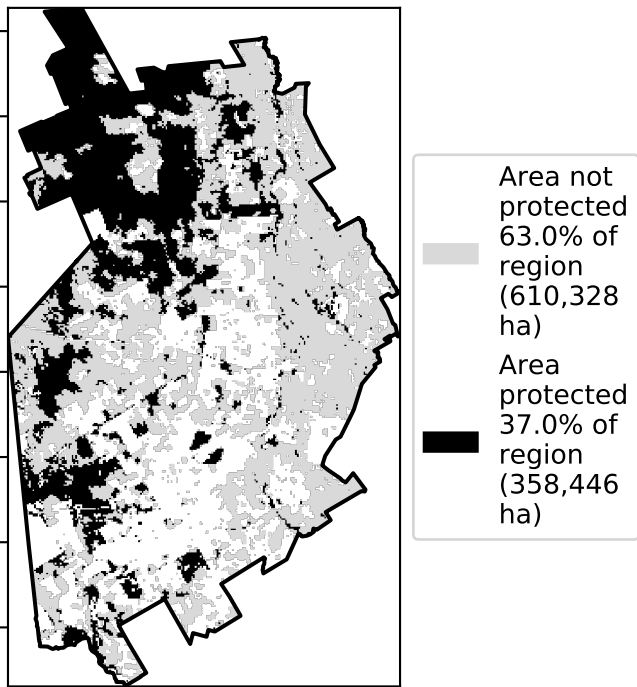 Area not
protected
63.0% of
region
(610,328
ha)
Area
protected
37.0% of
region
(358,446
ha)